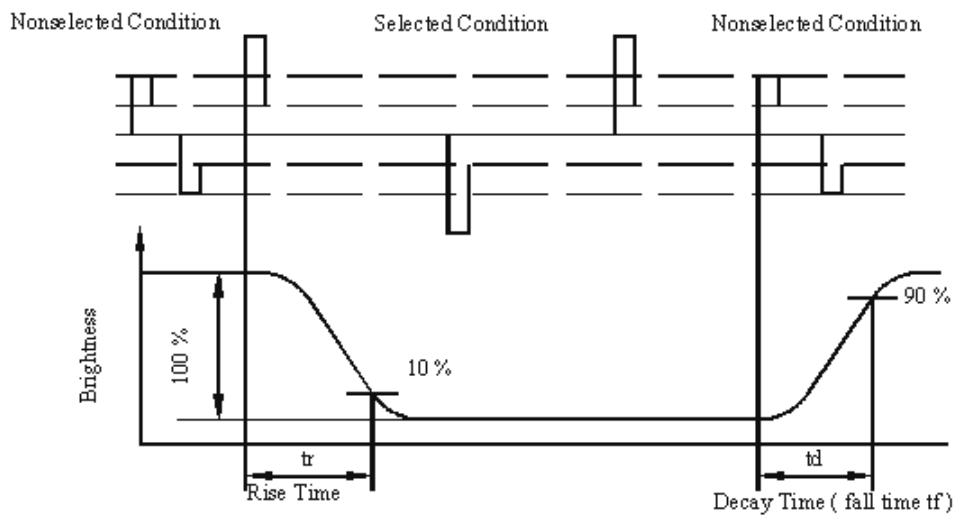 Nonselected Condition
Selected Condition
Nonselected Condition
Brightness
100 %
10 %
90 %
tr
Rise Time
td
Decay Time ( fall time tf )